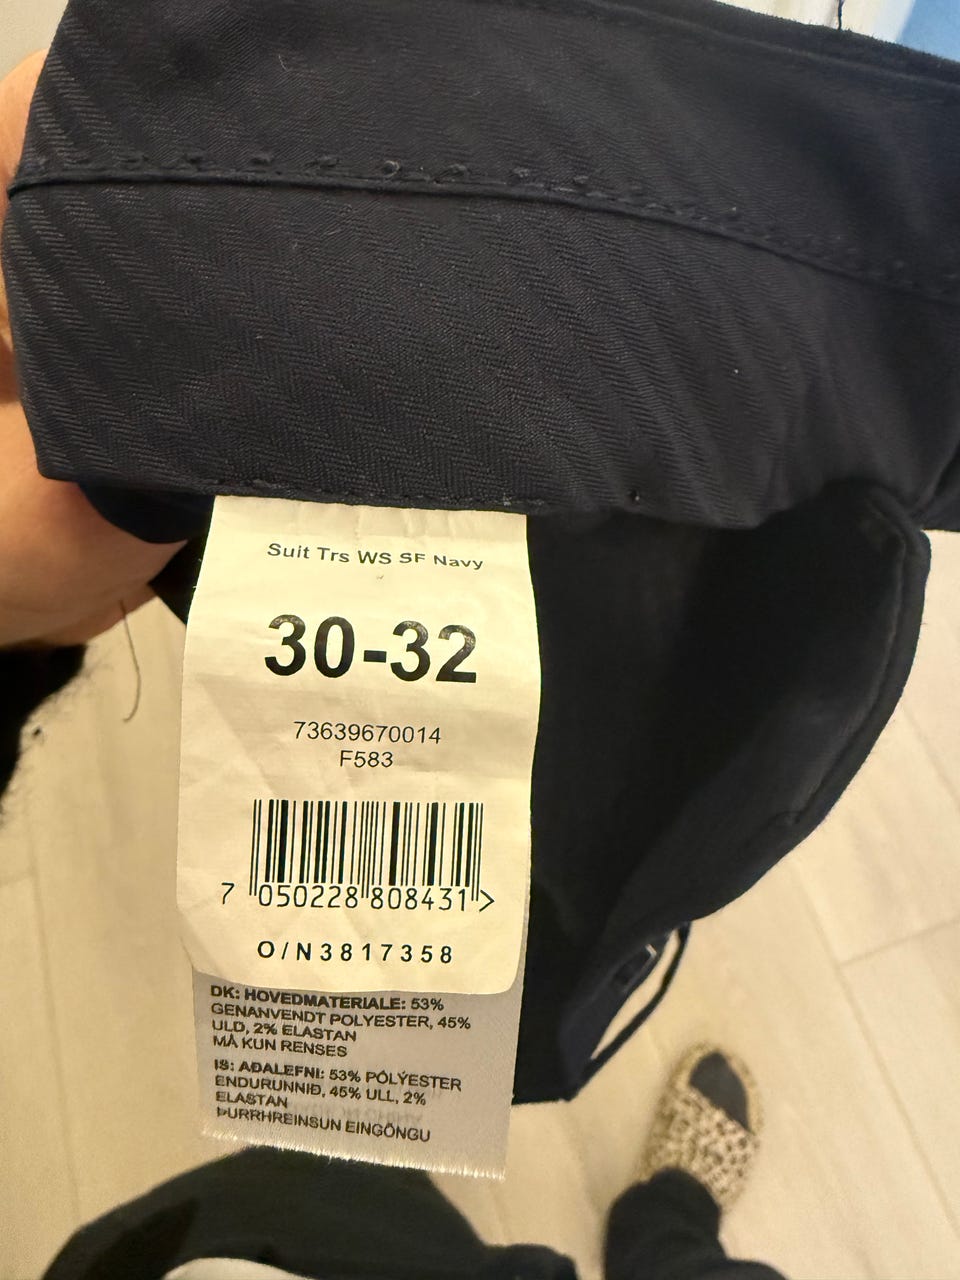 Suit Trs WS SF Navy
30-32
73639670014
F583
7 050228 808431 >
O/N3817358
DK: HOVEDMATERIALE: 53%
GENANVENDT POLYESTER, 45%
ULD, 2% ELASTAN
MÅ KUN RENSES
IS: AÐALEFNI: 53% PÓLÝESTER
ENDURUNNIÐ, 45% ULL, 2%
ELASTAN
ÞURRHREINSUN EINGÖNGU